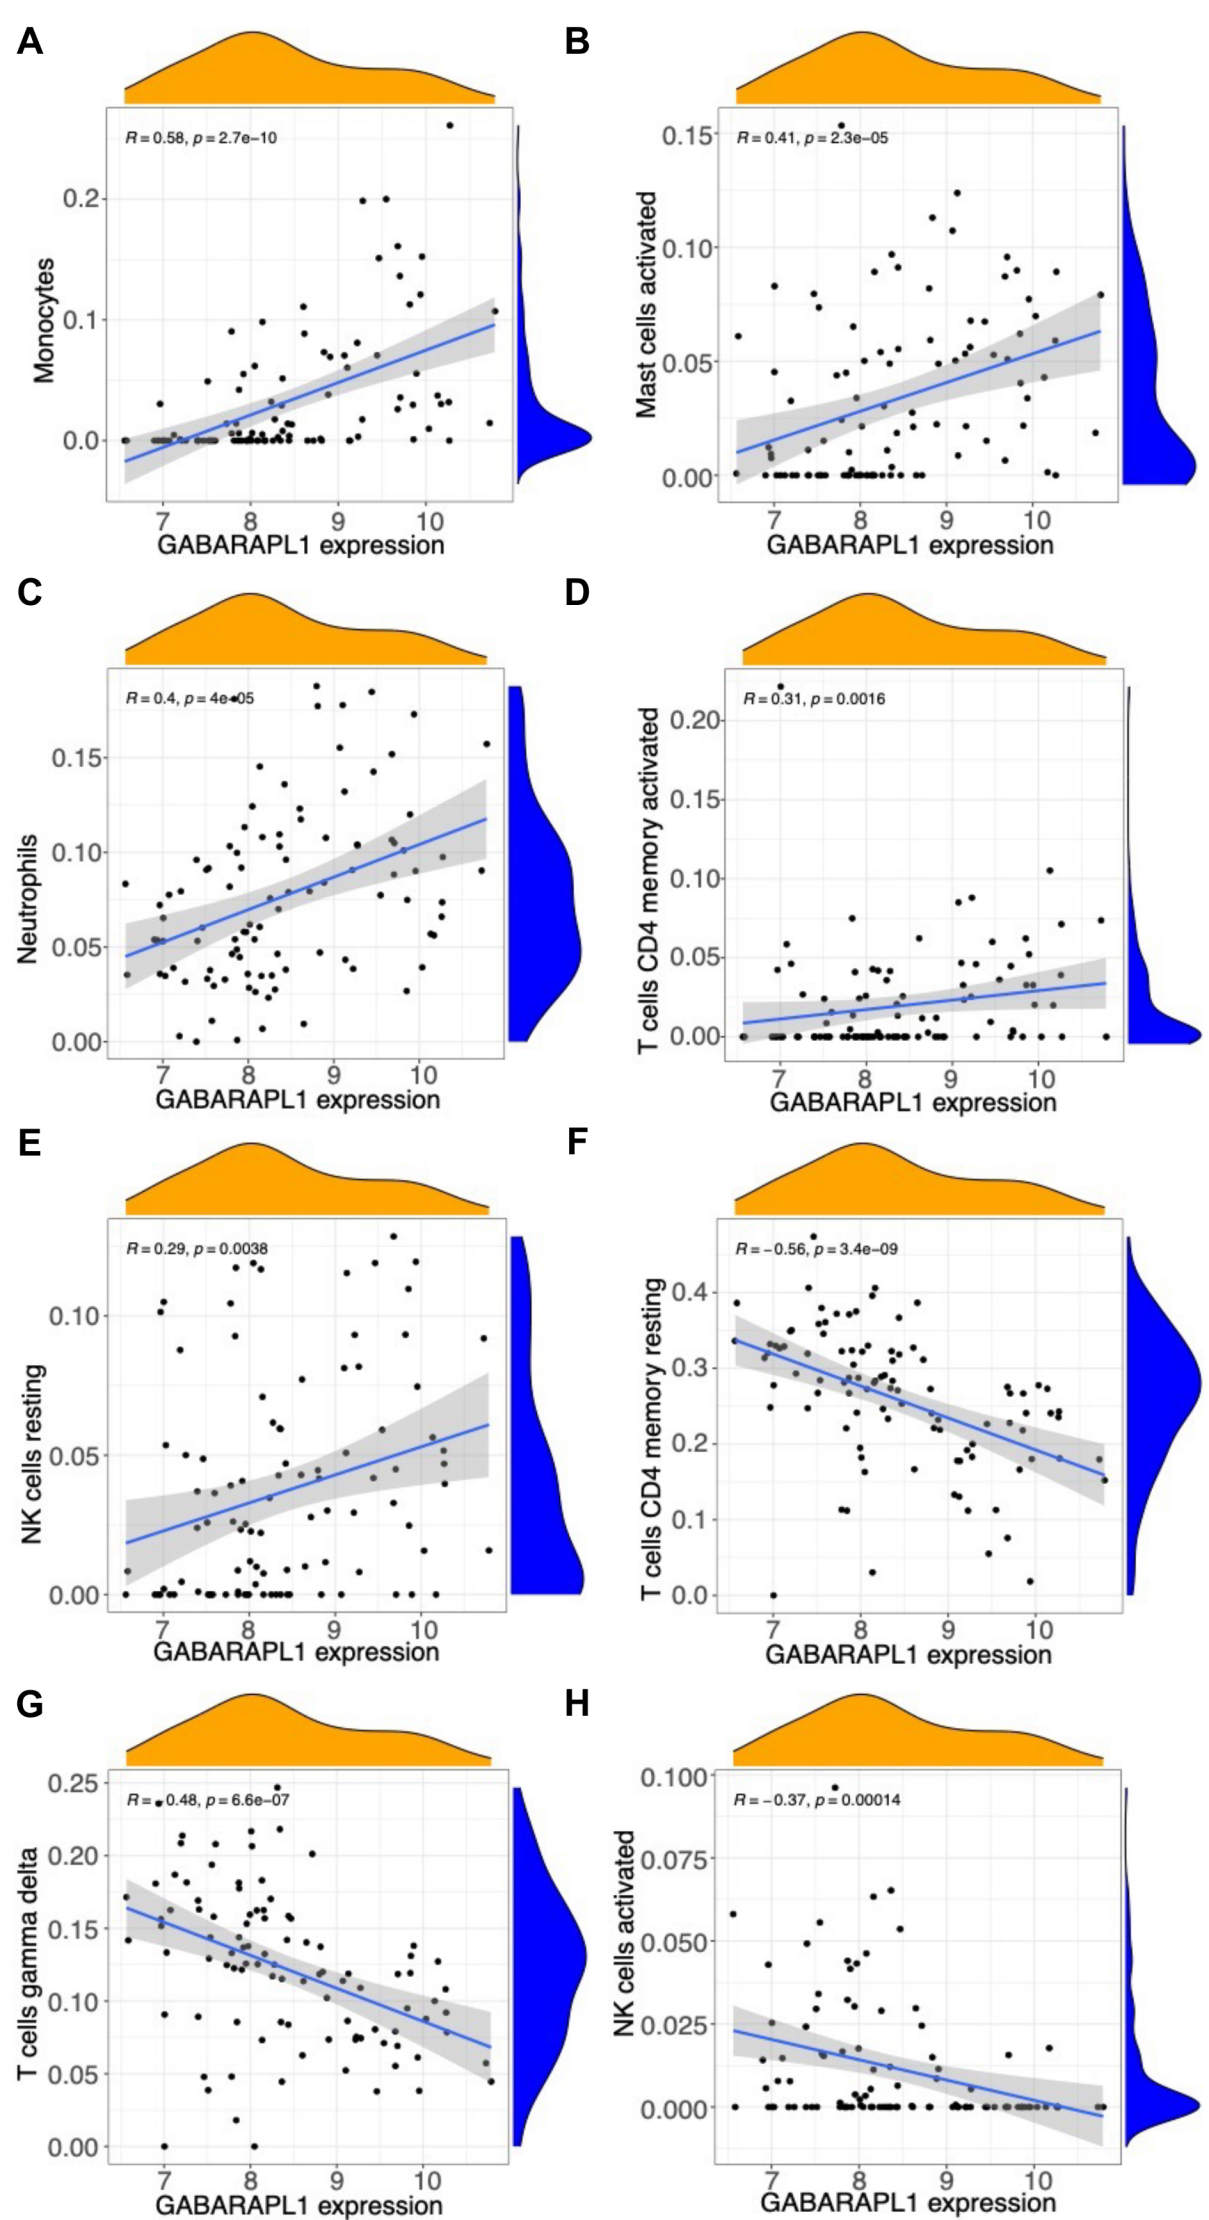 A
R = 0.58, p = 2.7e−10
Monocytes
0.2
0.1
0.0
7 8 9 10
GABARAPL1 expression
B
R = 0.41, p = 2.3e−05
Mast cells activated
0.15
0.10
0.05
0.00
7 8 9 10
GABARAPL1 expression
C
R = 0.4, p = 4e−05
Neutrophils
0.15
0.10
0.05
0.00
7 8 9 10
GABARAPL1 expression
D
R = 0.31, p = 0.0016
T cells CD4 memory activated
0.20
0.15
0.10
0.05
0.00
7 8 9 10
GABARAPL1 expression
E
R = 0.29, p = 0.0038
NK cells resting
0.10
0.05
0.00
7 8 9 10
GABARAPL1 expression
F
R = −0.56, p = 3.4e−09
T cells CD4 memory resting
0.4
0.3
0.2
0.1
0.0
7 8 9 10
GABARAPL1 expression
G
R = −0.48, p = 6.6e−07
T cells gamma delta
0.25
0.20
0.15
0.10
0.05
0.00
7 8 9 10
GABARAPL1 expression
H
R = −0.37, p = 0.00014
NK cells activated
0.100
0.075
0.050
0.025
0.000
7 8 9 10
GABARAPL1 expression